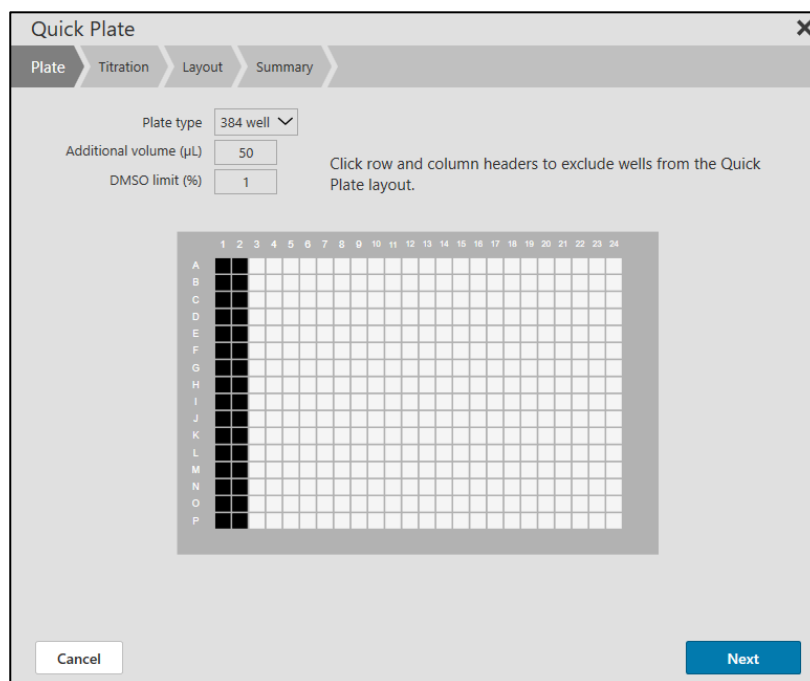 Quick Plate
Plate Titration Layout Summary
Plate type 384 well
Additional volume (µL) 50
DMSO limit (%) 1
Click row and column headers to exclude wells from the Quick
Plate layout.
1 2 3 4 5 6 7 8 9 10 11 12 13 14 15 16 17 18 19 20 21 22 23 24
A
B
C
D
E
F
G
H
I
J
K
L
M
N
O
P
Cancel Next